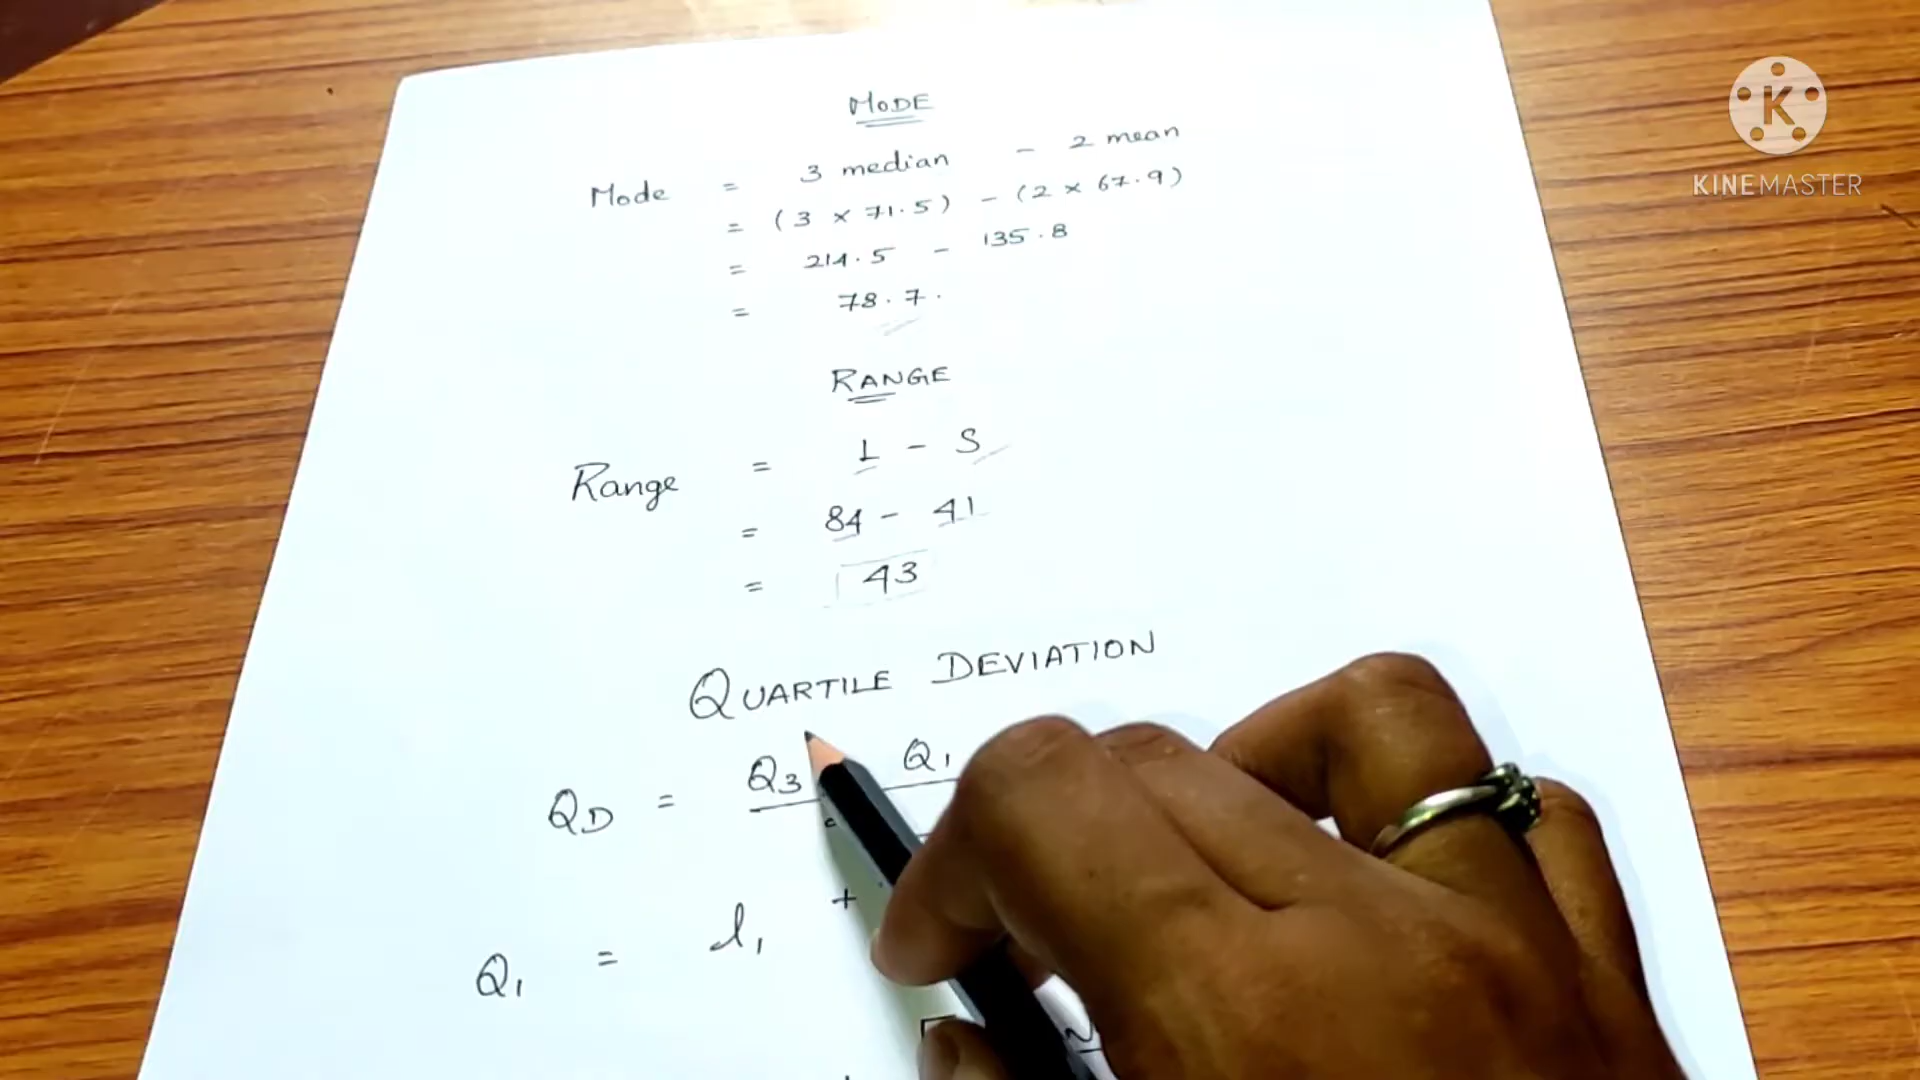 MODE
Mode = 3 median - 2 mean
= (3 × 71.5) - (2 × 67.9)
= 214.5 - 135.8
= 78.7.
RANGE
Range = L - S
= 84 - 41
= 43
QUARTILE DEVIATION
QD = Q3 Q1
Q1 = l1 +
N
K
KINEMASTER